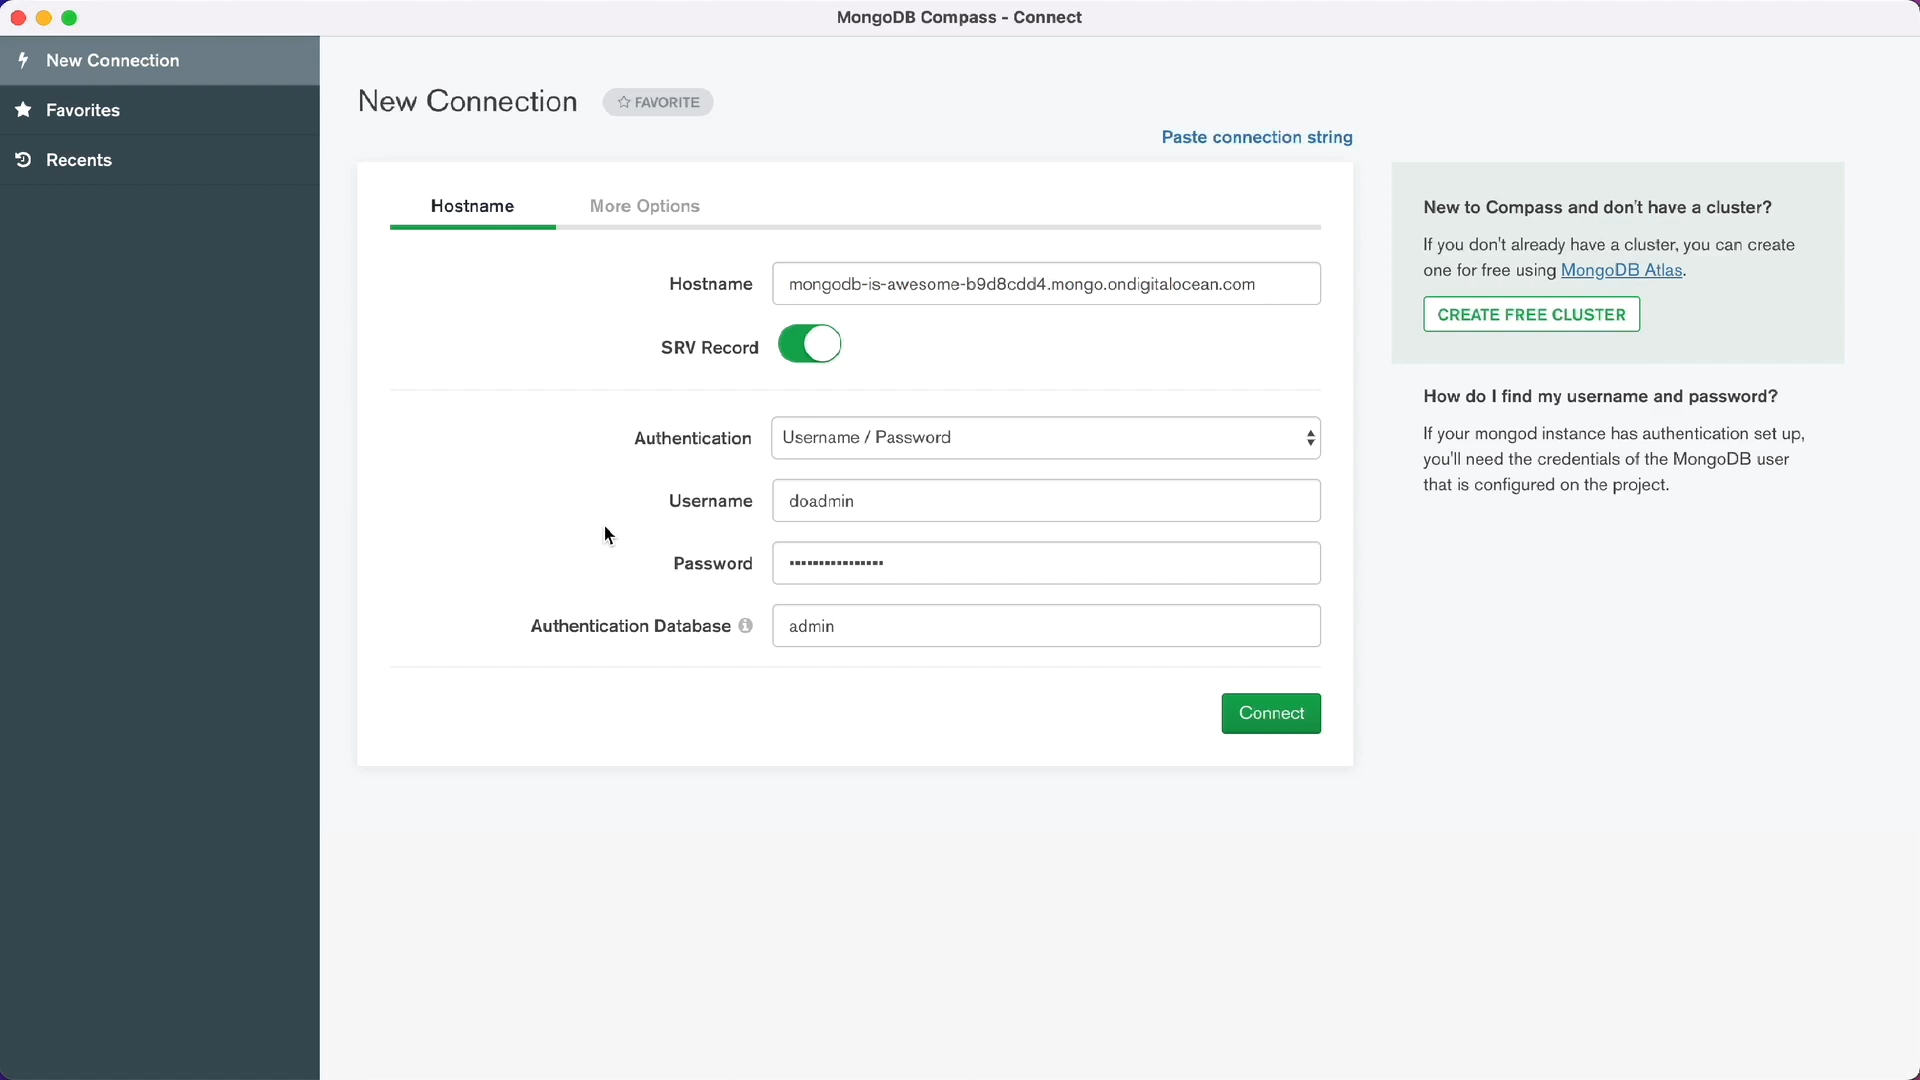 MongoDB Compass - Connect
New Connection
Favorites
Recents
New Connection
FAVORITE
Paste connection string
Hostname
More Options
Hostname
mongodb-is-awesome-b9d8cdd4.mongo.ondigitalocean.com
SRV Record
Authentication
Username / Password
Username
doadmin
Password
••••••••••••••••
Authentication Database
admin
Connect
New to Compass and don't have a cluster?
If you don't already have a cluster, you can create
one for free using MongoDB Atlas.
CREATE FREE CLUSTER
How do I find my username and password?
If your mongod instance has authentication set up,
you'll need the credentials of the MongoDB user
that is configured on the project.